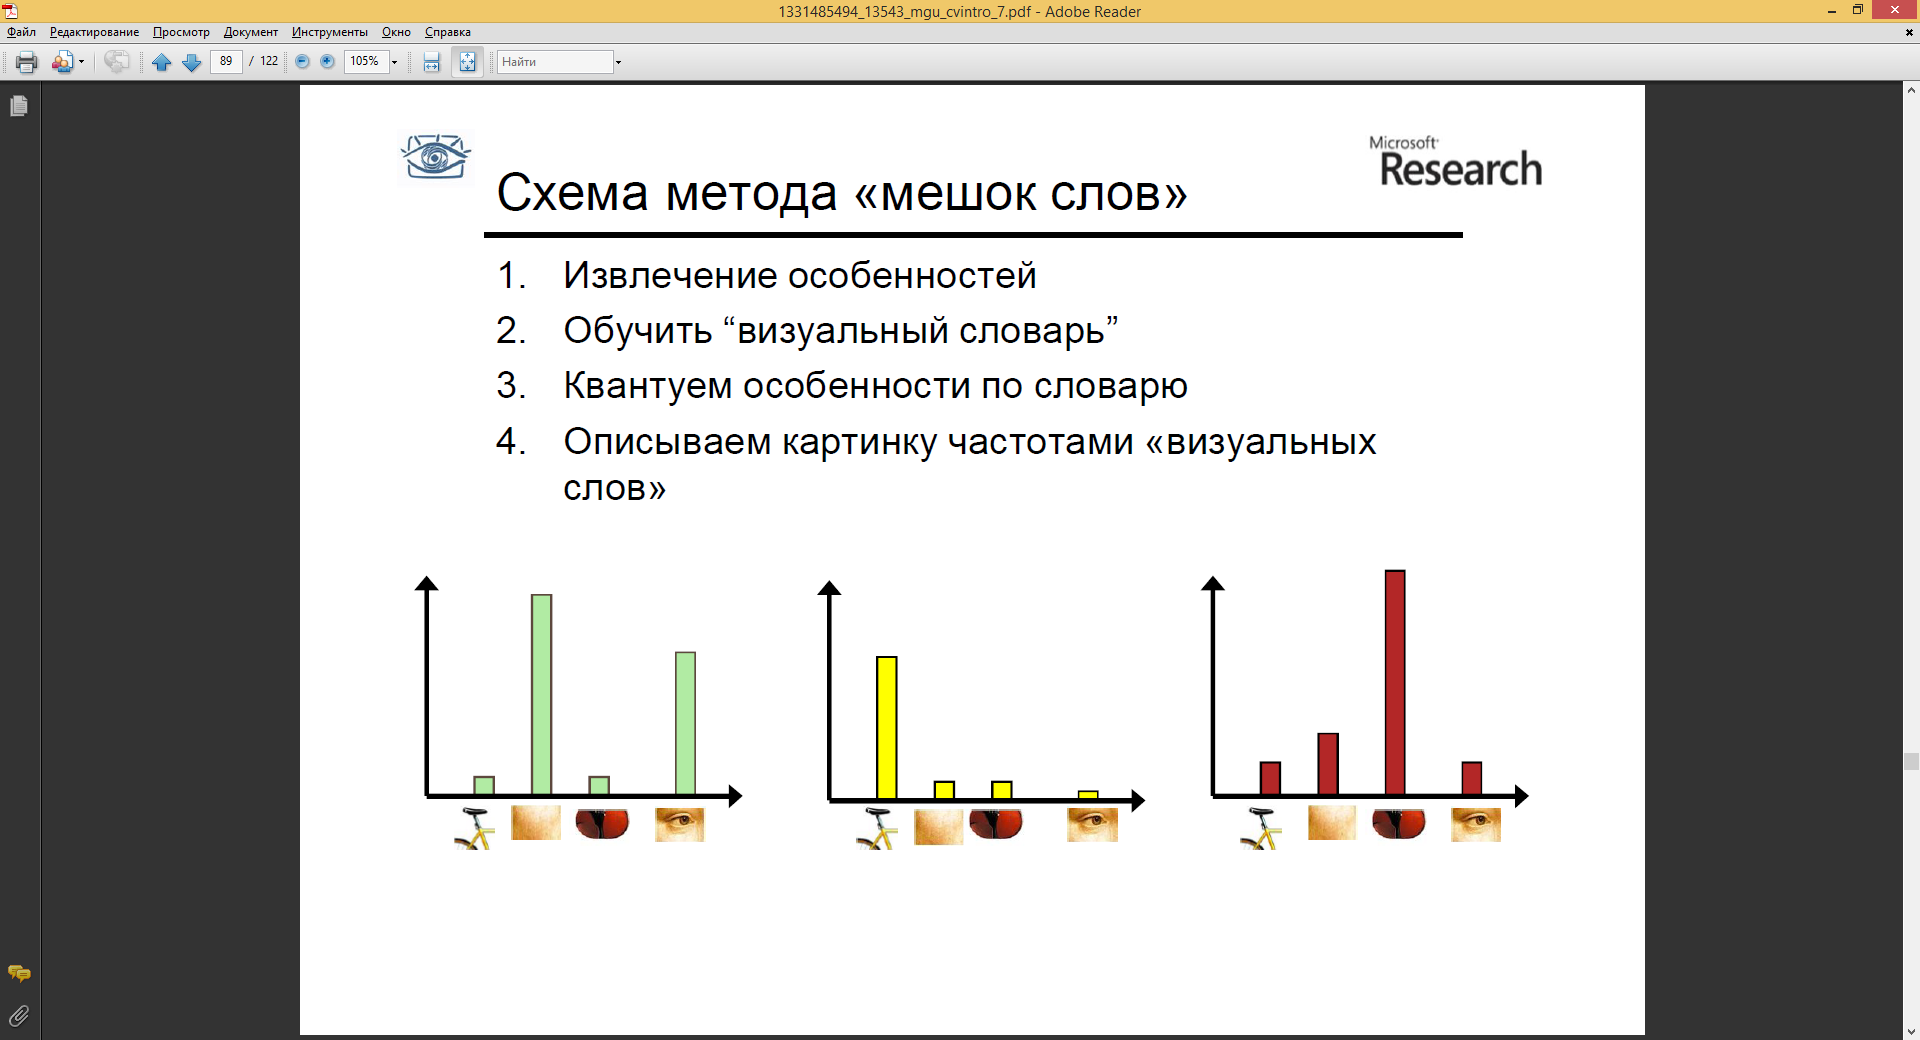 1331485494_13543_mgu_cvintro_7.pdf - Adobe Reader
Файл Редактирование Просмотр Документ Инструменты Окно Справка
89 / 122 105% Найти
Microsoft
Research
Схема метода «мешок слов»
1. Извлечение особенностей
2. Обучить “визуальный словарь”
3. Квантуем особенности по словарю
4. Описываем картинку частотами «визуальных
слов»